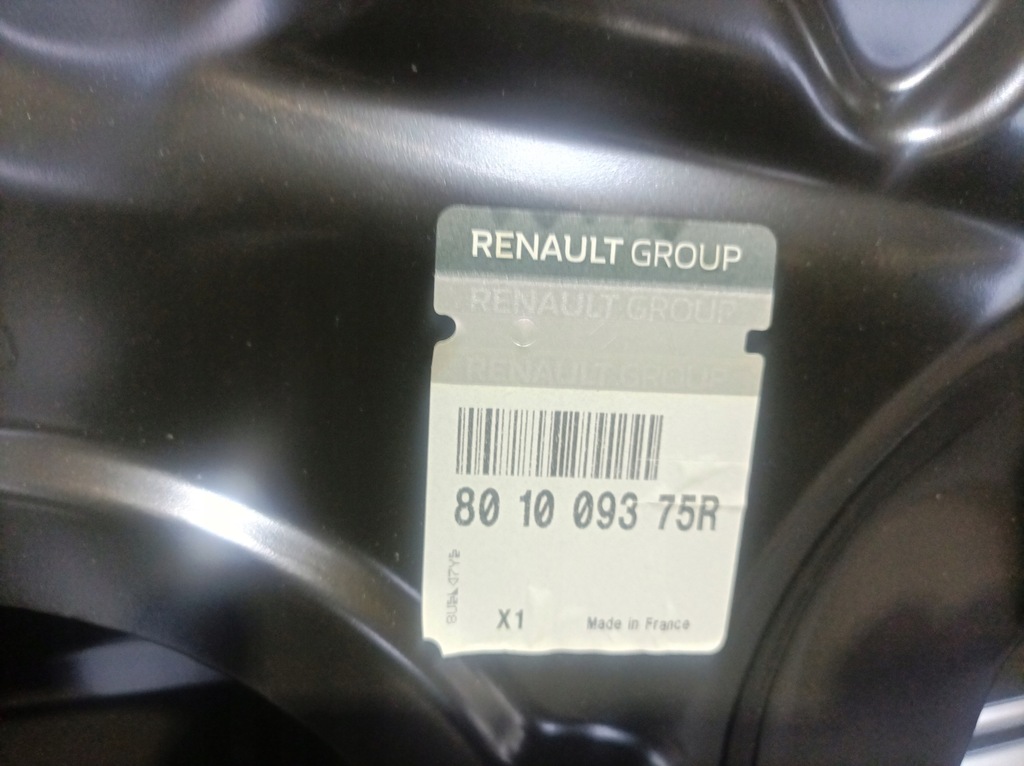 RENAULT GROUP
RENAULT GROUP
RENAULT GROUP
80 10 093 75R
X1
Made in France